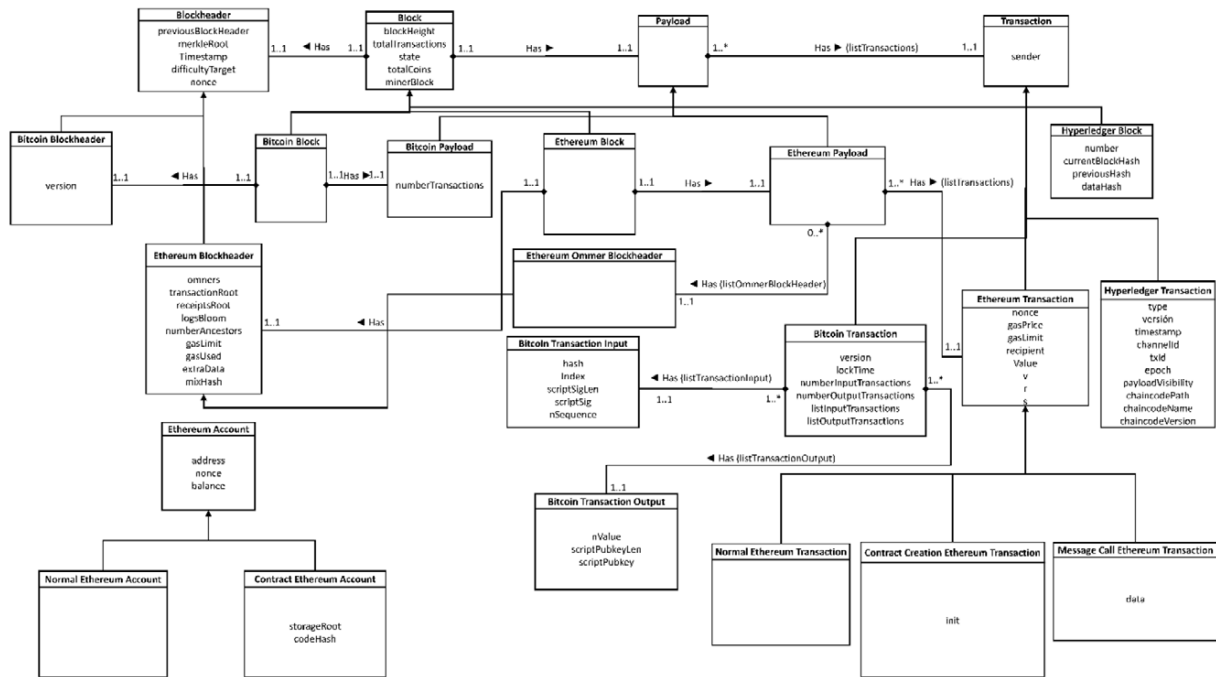 Blockheader
previousBlockHeader
merkleRoot
Timestamp
difficultyTarget
nonce
1..1
◄ Has
1..1
Block
blockHeight
totalTransactions
state
totalCoins
minerBlock
1..1
Has ►
1..1
Payload
1..*
Has ► (listTransactions)
1..1
Transaction
sender
Bitcoin Blockheader
version
1..1
◄ Has
1..1
Bitcoin Block
1..1
Has ►
1..1
Bitcoin Payload
numberTransactions
Ethereum Block
1..1
1..1
Has ►
1..1
Ethereum Payload
1..*
Has ► (listTransactions)
0..*
Hyperledger Block
number
currentBlockHash
previousHash
dataHash
Ethereum Blockheader
omners
transactionRoot
receiptsRoot
logsBloom
numberAncestors
gasLimit
gasUsed
extraData
mixHash
1..1
◄ Has
Ethereum Ommer Blockheader
◄ Has (listOmmerBlockHeader)
1..1
Bitcoin Transaction Input
hash
Index
scriptSigLen
scriptSig
nSequence
◄ Has (listTransactionInput)
1..1
1..*
Bitcoin Transaction
version
lockTime
numberInputTransactions
numberOutputTransactions
listInputTransactions
listOutputTransactions
1..*
1..1
Ethereum Transaction
nonce
gasPrice
gasLimit
recipient
Value
v
r
s
Hyperledger Transaction
type
versión
timestamp
channelId
txId
epoch
payloadVisibility
chaincodePath
chaincodeName
chaincodeVersion
Ethereum Account
address
nonce
balance
◄ Has (listTransactionOutput)
1..1
Bitcoin Transaction Output
nValue
scriptPubkeyLen
scriptPubkey
Normal Ethereum Account
Contract Ethereum Account
storageRoot
codeHash
Normal Ethereum Transaction
Contract Creation Ethereum Transaction
init
Message Call Ethereum Transaction
data